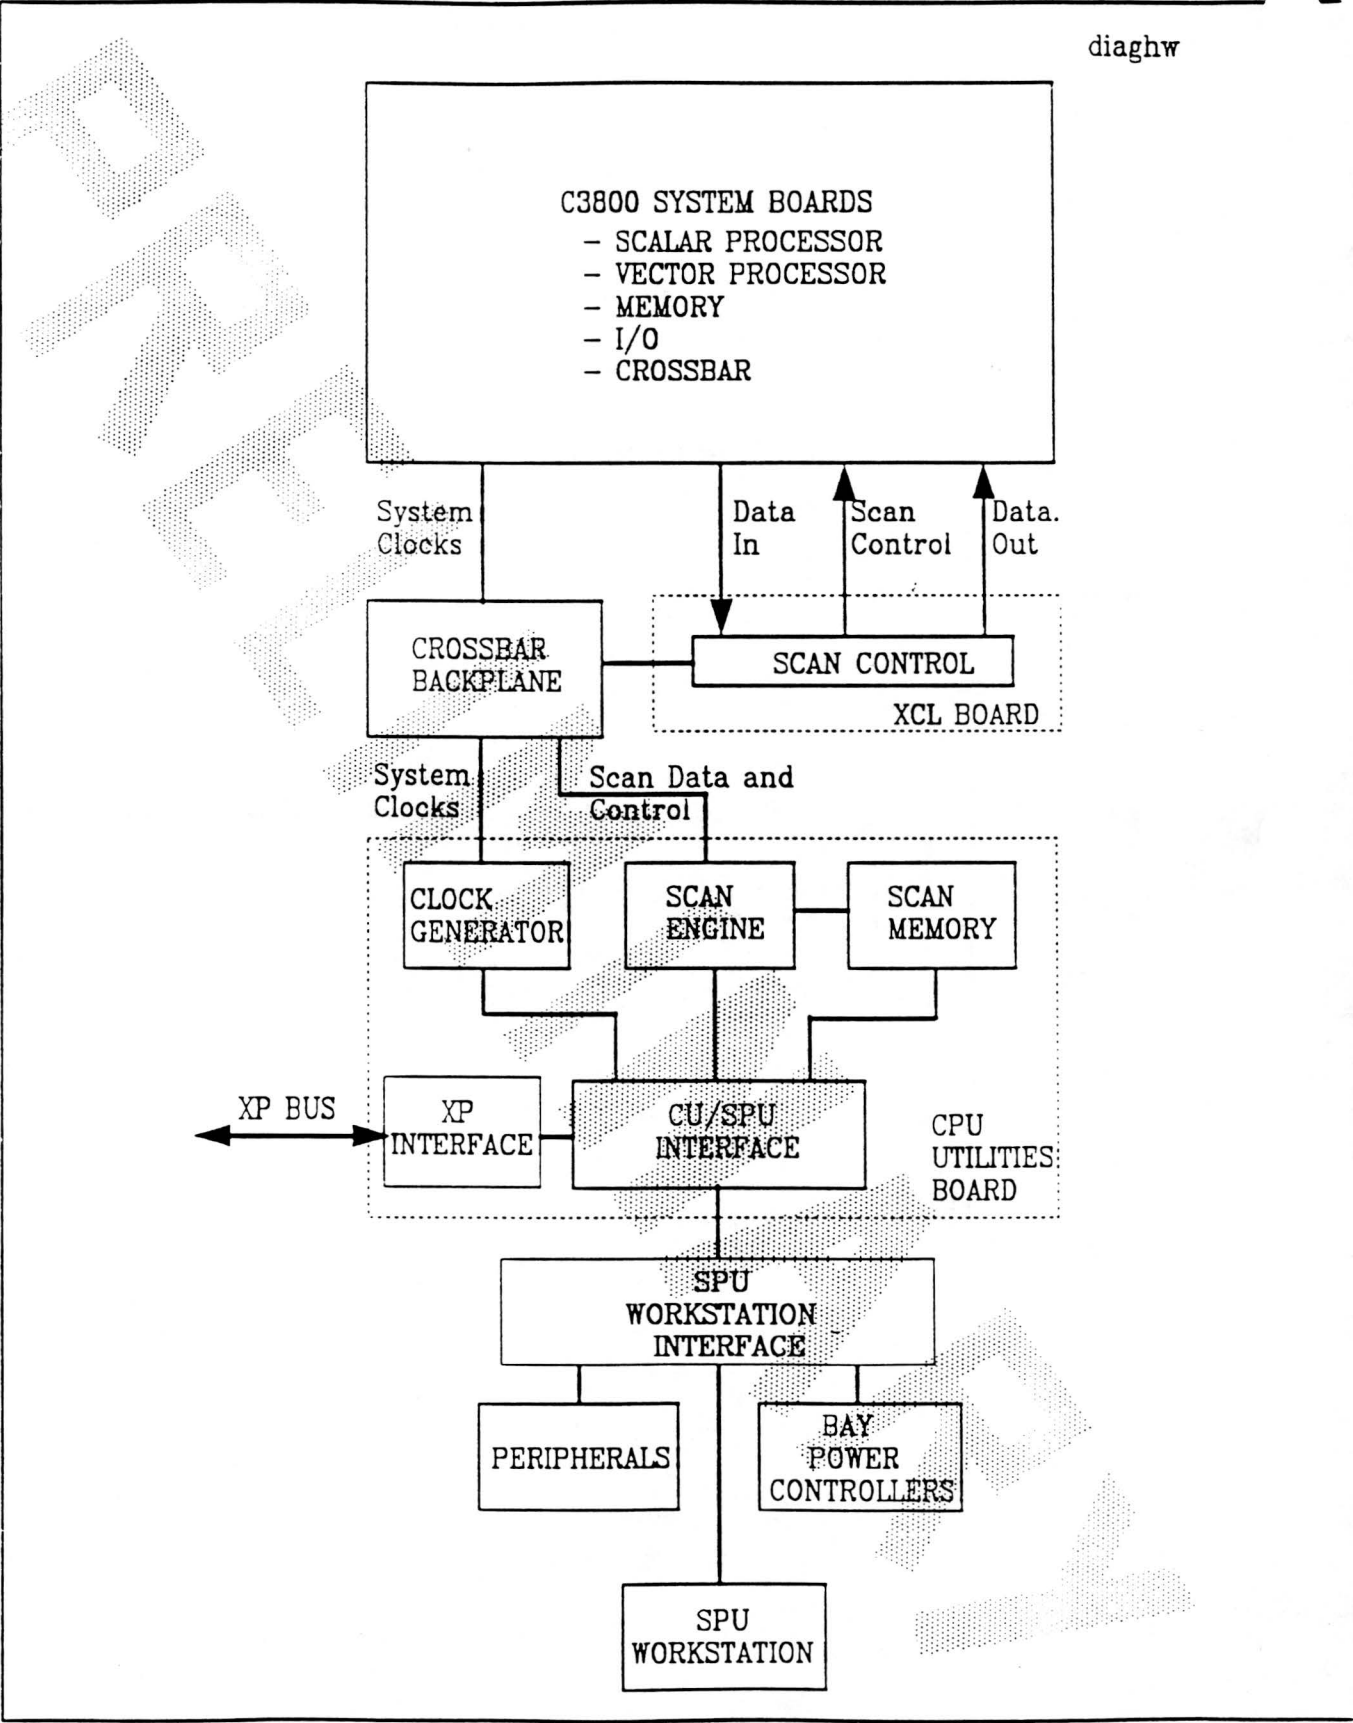 diaghw
C3800 SYSTEM BOARDS
– SCALAR PROCESSOR
– VECTOR PROCESSOR
– MEMORY
– I/O
– CROSSBAR
System
Clocks
Data
In
Scan
Control
Data.
Out
CROSSBAR
BACKPLANE
SCAN CONTROL
XCL BOARD
System
Clocks
Scan Data and
Control
CLOCK
GENERATOR
SCAN
ENGINE
SCAN
MEMORY
XP BUS
XP
INTERFACE
CU/SPU
INTERFACE
CPU
UTILITIES
BOARD
SPU
WORKSTATION
INTERFACE
PERIPHERALS
BAY
POWER
CONTROLLERS
SPU
WORKSTATION
PRELIMINARY